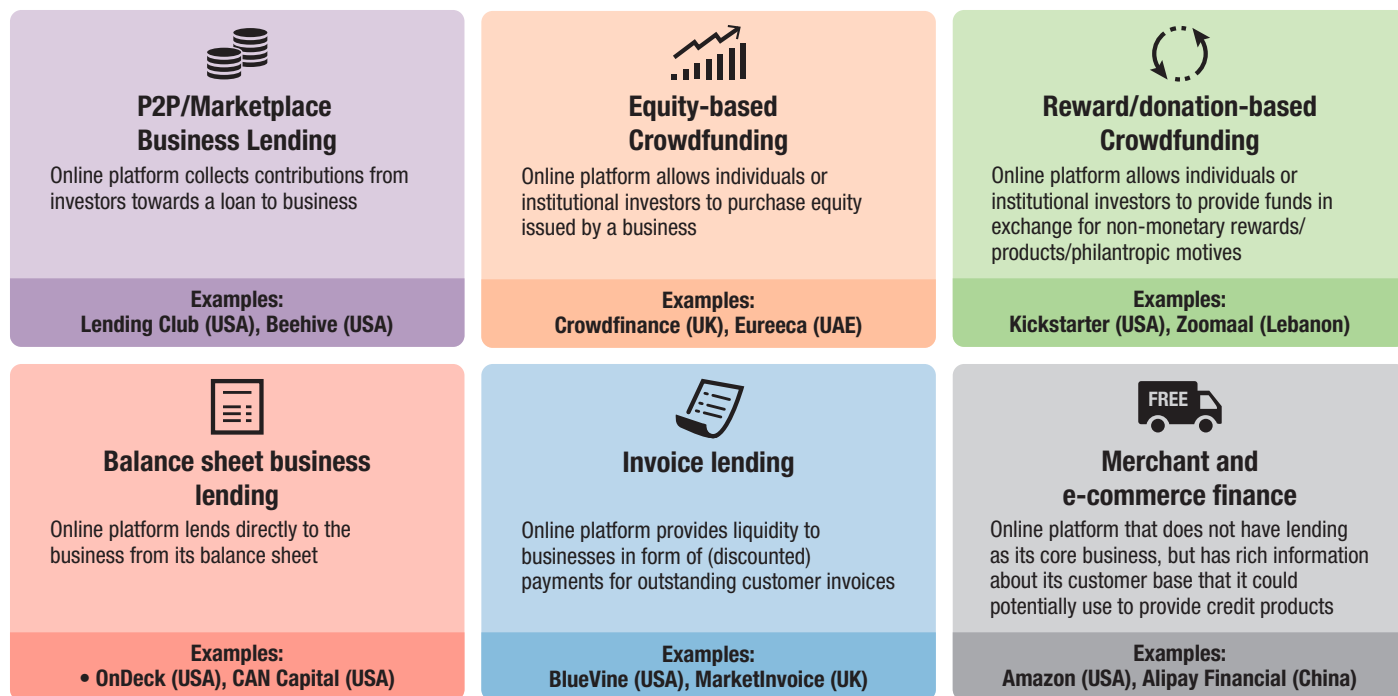 P2P/Marketplace
Business Lending
Online platform collects contributions from
investors towards a loan to business
Examples:
Lending Club (USA), Beehive (USA)
Equity-based
Crowdfunding
Online platform allows individuals or
institutional investors to purchase equity
issued by a business
Examples:
Crowdfinance (UK), Eureeca (UAE)
Reward/donation-based
Crowdfunding
Online platform allows individuals or
institutional investors to provide funds in
exchange for non-monetary rewards/
products/philantropic motives
Examples:
Kickstarter (USA), Zoomaal (Lebanon)
Balance sheet business
lending
Online platform lends directly to the
business from its balance sheet
Examples:
• OnDeck (USA), CAN Capital (USA)
Invoice lending
Online platform provides liquidity to
businesses in form of (discounted)
payments for outstanding customer invoices
Examples:
BlueVine (USA), MarketInvoice (UK)
FREE
Merchant and
e-commerce finance
Online platform that does not have lending
as its core business, but has rich information
about its customer base that it could
potentially use to provide credit products
Examples:
Amazon (USA), Alipay Financial (China)